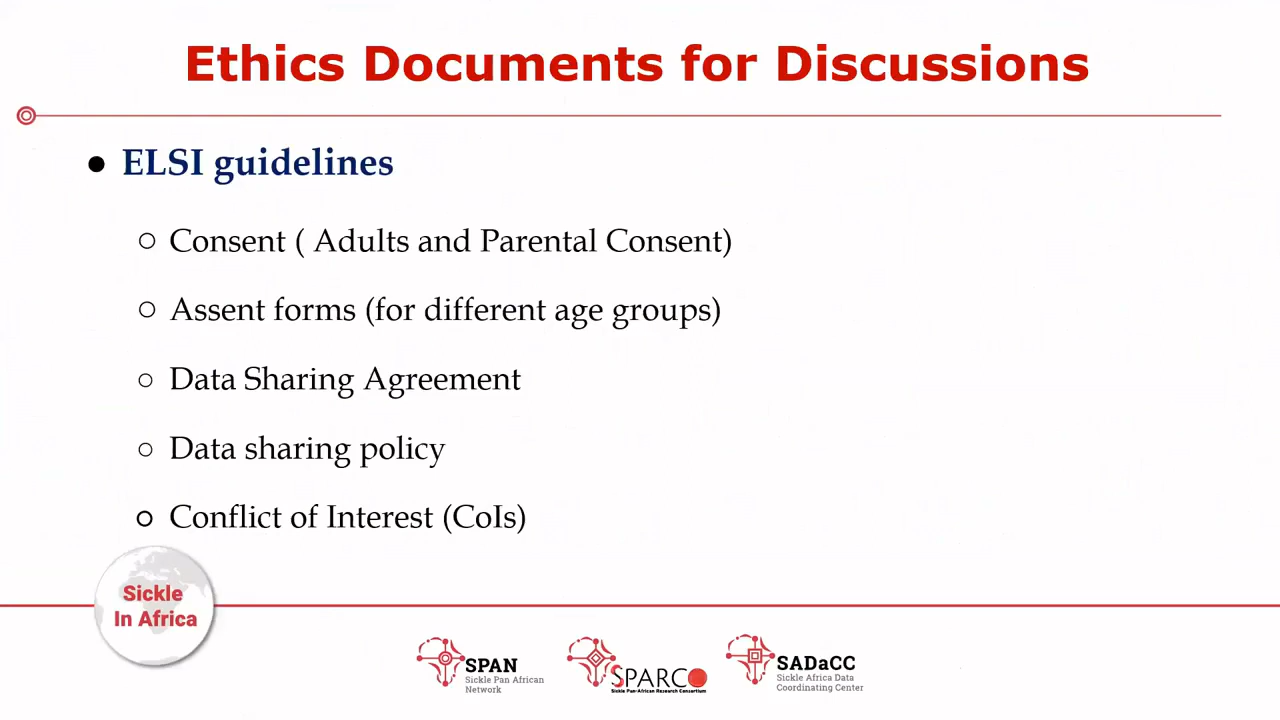 Ethics Documents for Discussions
● ELSI guidelines
○ Consent ( Adults and Parental Consent)
○ Assent forms (for different age groups)
○ Data Sharing Agreement
○ Data sharing policy
○ Conflict of Interest (CoIs)
Sickle
In Africa
SPAN
Sickle Pan African
Network
SPARCO
Sickle Pan-African Research Consortium
SADaCC
Sickle Africa Data
Coordinating Center